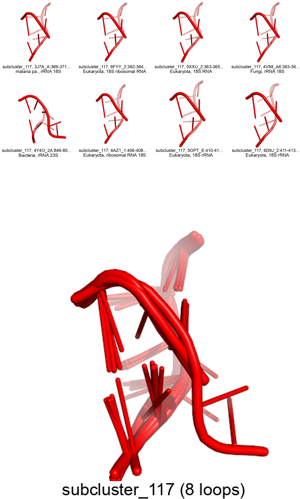 subcluster_117, 3J7A_A:369-371...
malaria pa., rRNA 18S
subcluster_117, 6FYY_2:362-364...
Eukaryota, 18S ribosomal RNA
subcluster_117, 5XXU_2:363-365...
Eukaryota, 18S RNA
subcluster_117, 4V88_A6:363-36...
Fungi, rRNA 18S
subcluster_117, 4Y4O_2A:846-85...
Bacteria, rRNA 23S
subcluster_117, 6AZ1_1:406-408...
Eukaryota, ribosomal RNA 18S
subcluster_117, 5OPT_E:410-41...
Eukaryota, 18S rRNA
subcluster_117, 6D9J_2:411-413...
Eukaryota, 18S rRNA
subcluster_117 (8 loops)